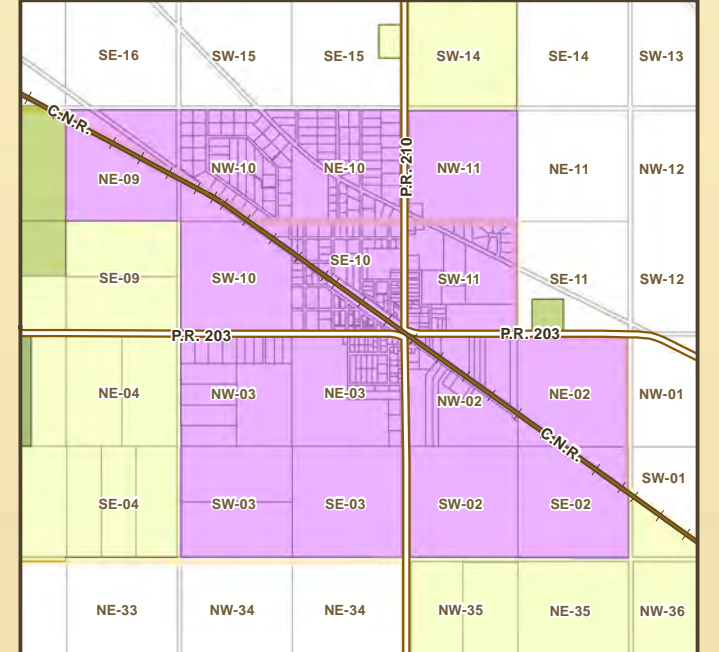 SE-16
SW-15
SE-15
SW-14
SE-14
SW-13
C.N.R.
P.R. 210
NE-09
NW-10
NE-10
NW-11
NE-11
NW-12
SE-09
SW-10
SE-10
SW-11
SE-11
SW-12
P.R. 203
P.R. 203
NE-04
NW-03
NE-03
NW-02
NE-02
NW-01
C.N.R.
SE-04
SW-03
SE-03
SW-02
SE-02
SW-01
NE-33
NW-34
NE-34
NW-35
NE-35
NW-36